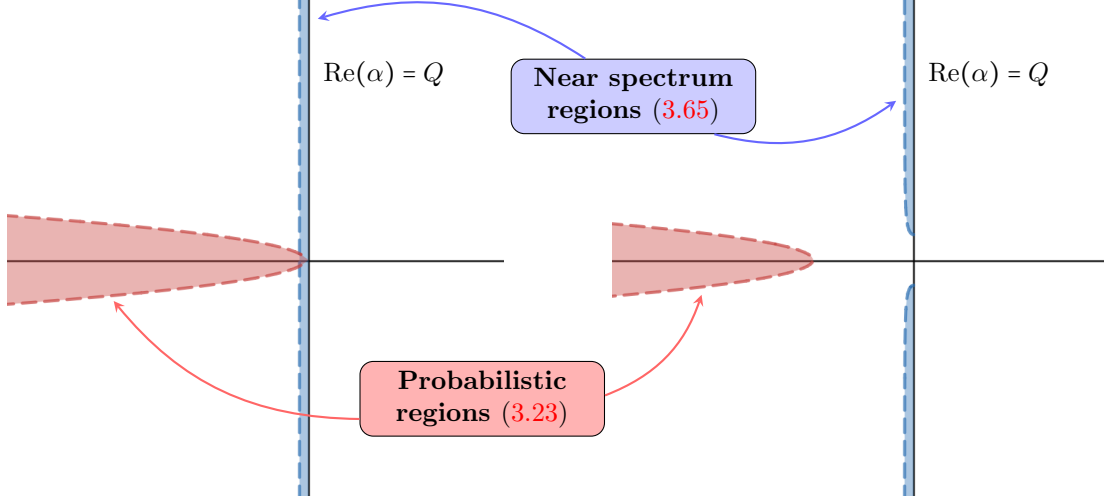 Re(α) = Q
Near spectrum
regions (3.65)
Re(α) = Q
Probabilistic
regions (3.23)